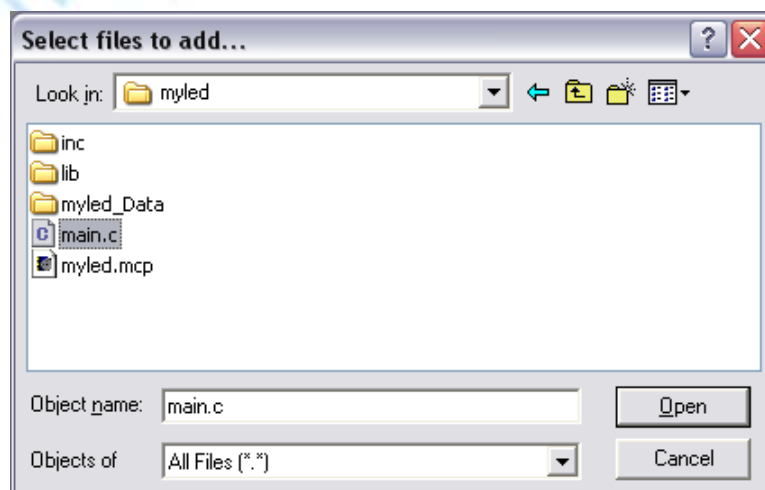 Select files to add...
Look in: myled
inc
lib
myled_Data
main.c
myled.mcp
Object name: main.c Open
Objects of All Files (*.*) Cancel